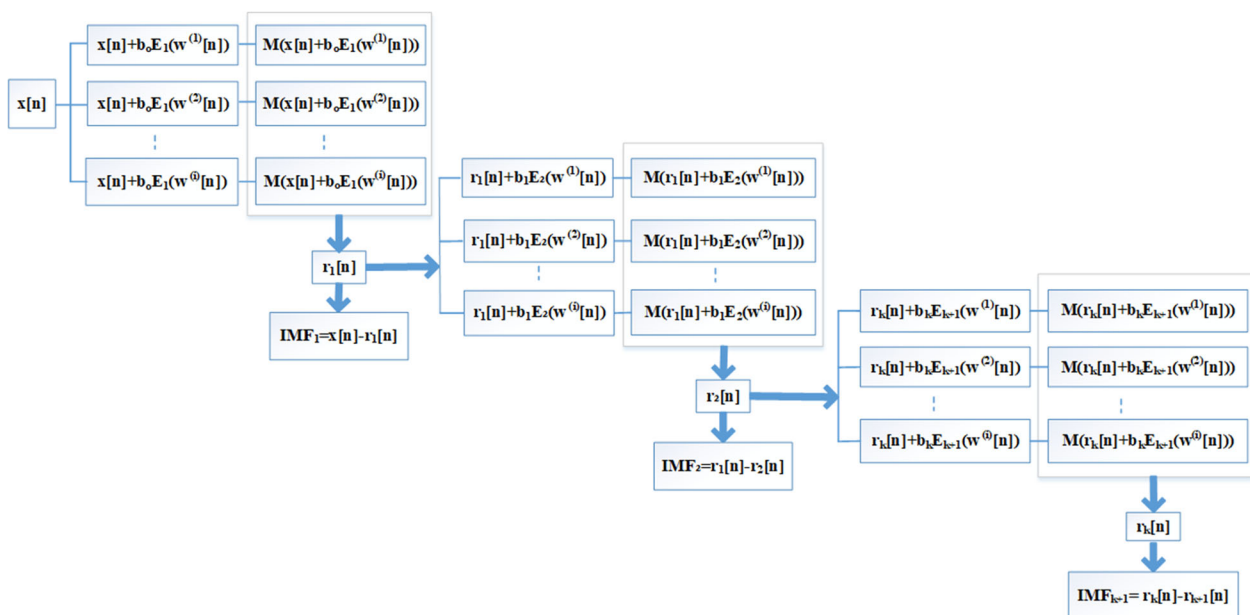 x[n]
x[n]+b₀E₁(w⁽¹⁾[n])
M(x[n]+b₀E₁(w⁽¹⁾[n]))
x[n]+b₀E₁(w⁽²⁾[n])
M(x[n]+b₀E₁(w⁽²⁾[n]))
x[n]+b₀E₁(w⁽ⁱ⁾[n])
M(x[n]+b₀E₁(w⁽ⁱ⁾[n]))
r₁[n]
IMF₁=x[n]-r₁[n]
r₁[n]+b₁E₂(w⁽¹⁾[n])
M(r₁[n]+b₁E₂(w⁽¹⁾[n]))
r₁[n]+b₁E₂(w⁽²⁾[n])
M(r₁[n]+b₁E₂(w⁽²⁾[n]))
r₁[n]+b₁E₂(w⁽ⁱ⁾[n])
M(r₁[n]+b₁E₂(w⁽ⁱ⁾[n]))
r₂[n]
IMF₂=r₁[n]-r₂[n]
rₖ[n]+bₖEₖ₊₁(w⁽¹⁾[n])
M(rₖ[n]+bₖEₖ₊₁(w⁽¹⁾[n]))
rₖ[n]+bₖEₖ₊₁(w⁽²⁾[n])
M(rₖ[n]+bₖEₖ₊₁(w⁽²⁾[n]))
rₖ[n]+bₖEₖ₊₁(w⁽ⁱ⁾[n])
M(rₖ[n]+bₖEₖ₊₁(w⁽ⁱ⁾[n]))
rₖ[n]
IMFₖ₊₁= rₖ[n]-rₖ₊₁[n]